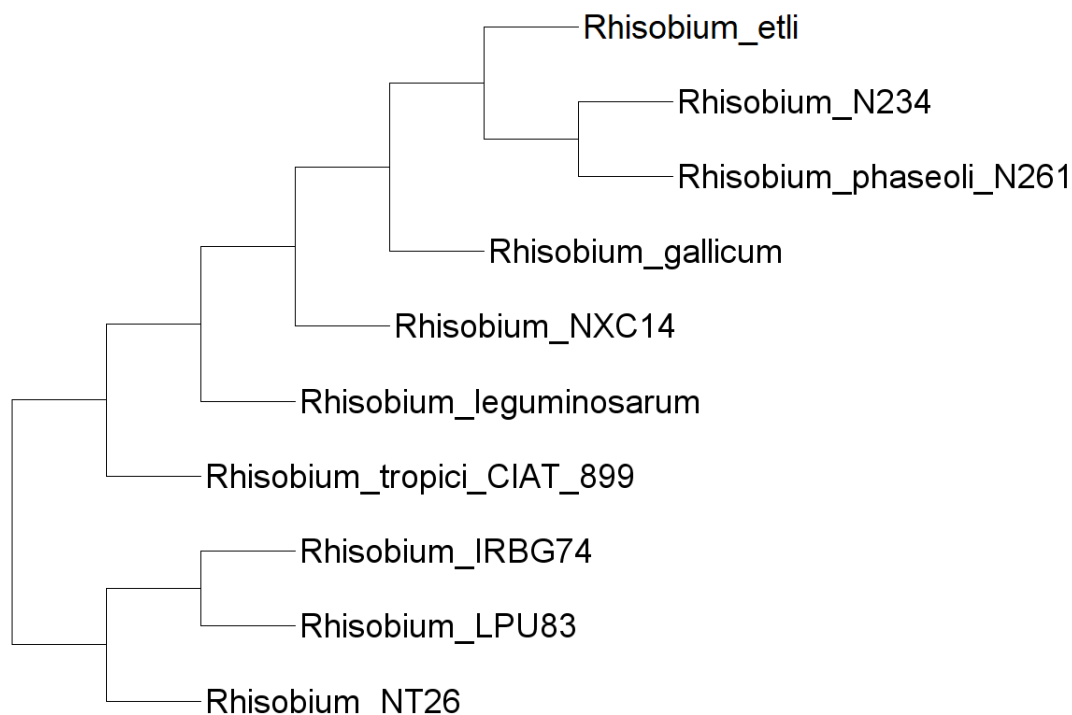 Rhisobium_etli
Rhisobium_N234
Rhisobium_phaseoli_N261
Rhisobium_gallicum
Rhisobium_NXC14
Rhisobium_leguminosarum
Rhisobium_tropici_CIAT_899
Rhisobium_IRBG74
Rhisobium_LPU83
Rhisobium_NT26